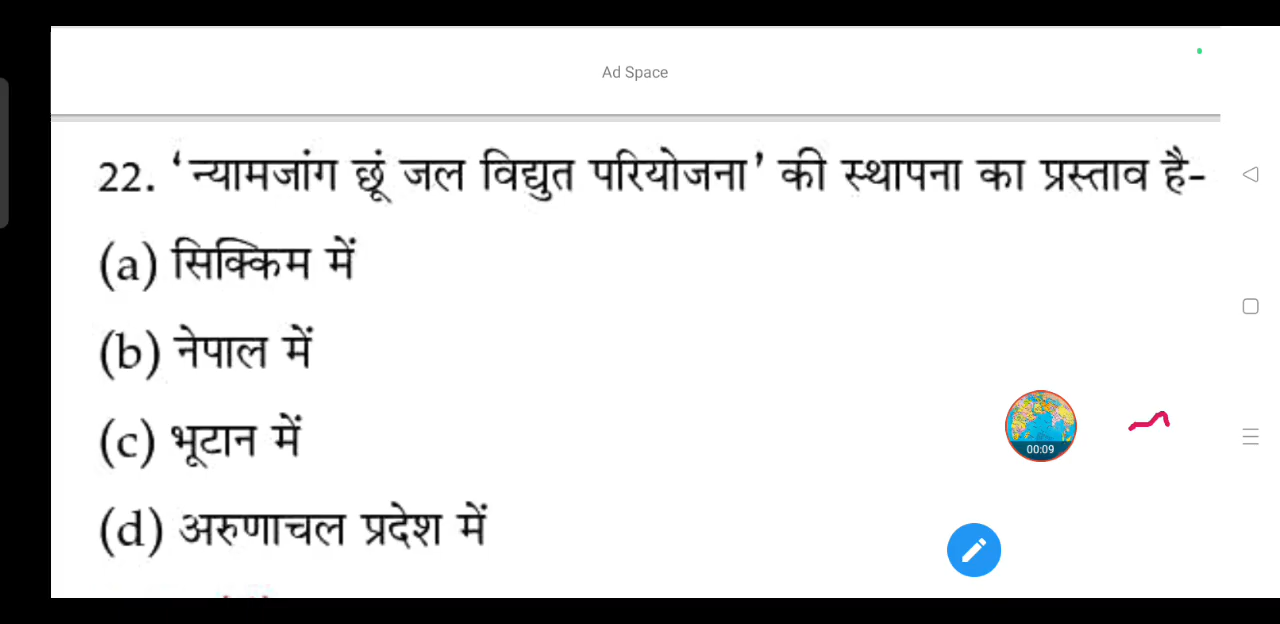 Ad Space
22. ‘न्यामजांग छूं जल विद्युत परियोजना’ की स्थापना का प्रस्ताव है-
(a) सिक्किम में
(b) नेपाल में
(c) भूटान में
00:09
(d) अरुणाचल प्रदेश में